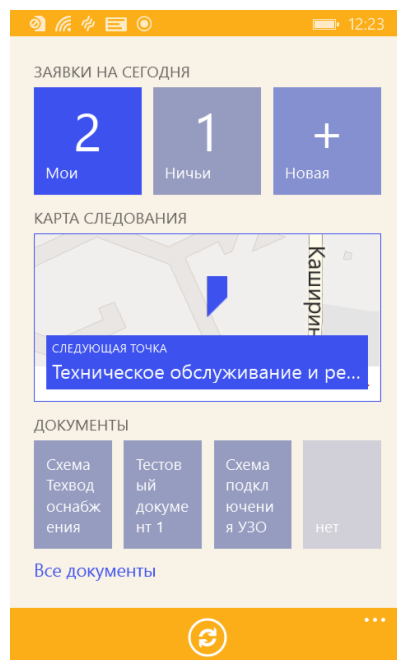 12:23
ЗАЯВКИ НА СЕГОДНЯ
2
Мои
1
Ничьи
+
Новая
КАРТА СЛЕДОВАНИЯ
Каширин
СЛЕДУЮЩАЯ ТОЧКА
Техническое обслуживание и ре...
ДОКУМЕНТЫ
Схема
Техвод
оснабж
ения
Тестов
ый
докуме
нт 1
Схема
подкл
ючени
я УЗО
нет
Все документы